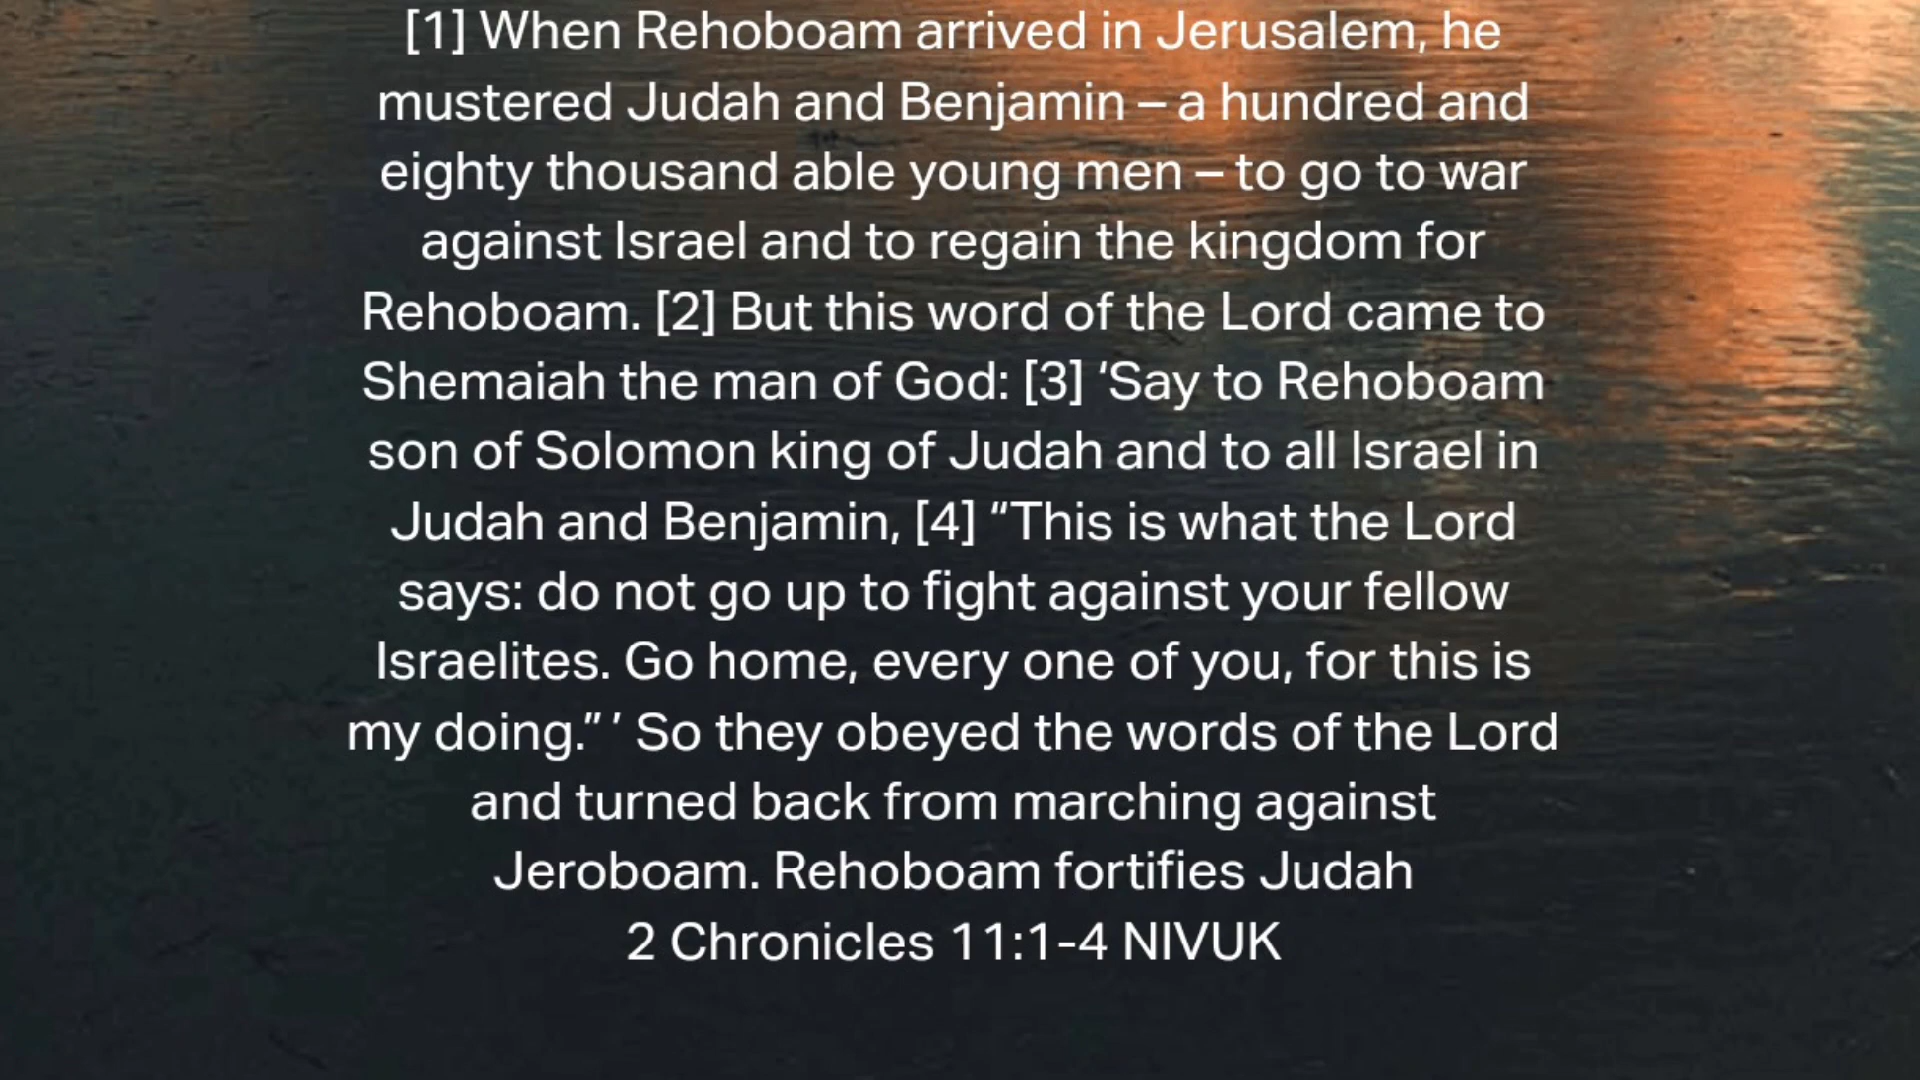 [1] When Rehoboam arrived in Jerusalem, he
mustered Judah and Benjamin – a hundred and
eighty thousand able young men – to go to war
against Israel and to regain the kingdom for
Rehoboam. [2] But this word of the Lord came to
Shemaiah the man of God: [3] ‘Say to Rehoboam
son of Solomon king of Judah and to all Israel in
Judah and Benjamin, [4] “This is what the Lord
says: do not go up to fight against your fellow
Israelites. Go home, every one of you, for this is
my doing.” ’ So they obeyed the words of the Lord
and turned back from marching against
Jeroboam. Rehoboam fortifies Judah
2 Chronicles 11:1-4 NIVUK